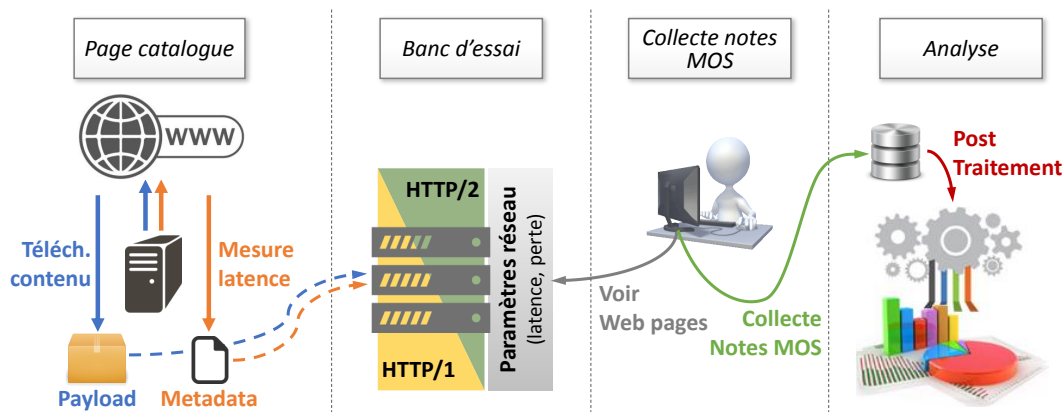 Page catalogue
Banc d'essai
Collecte notes
MOS
Analyse
WWW
Téléch.
contenu
Mesure
latence
Payload
Metadata
HTTP/2
HTTP/1
Paramètres réseau
(latence, perte)
Voir
Web pages
Collecte
Notes MOS
Post
Traitement